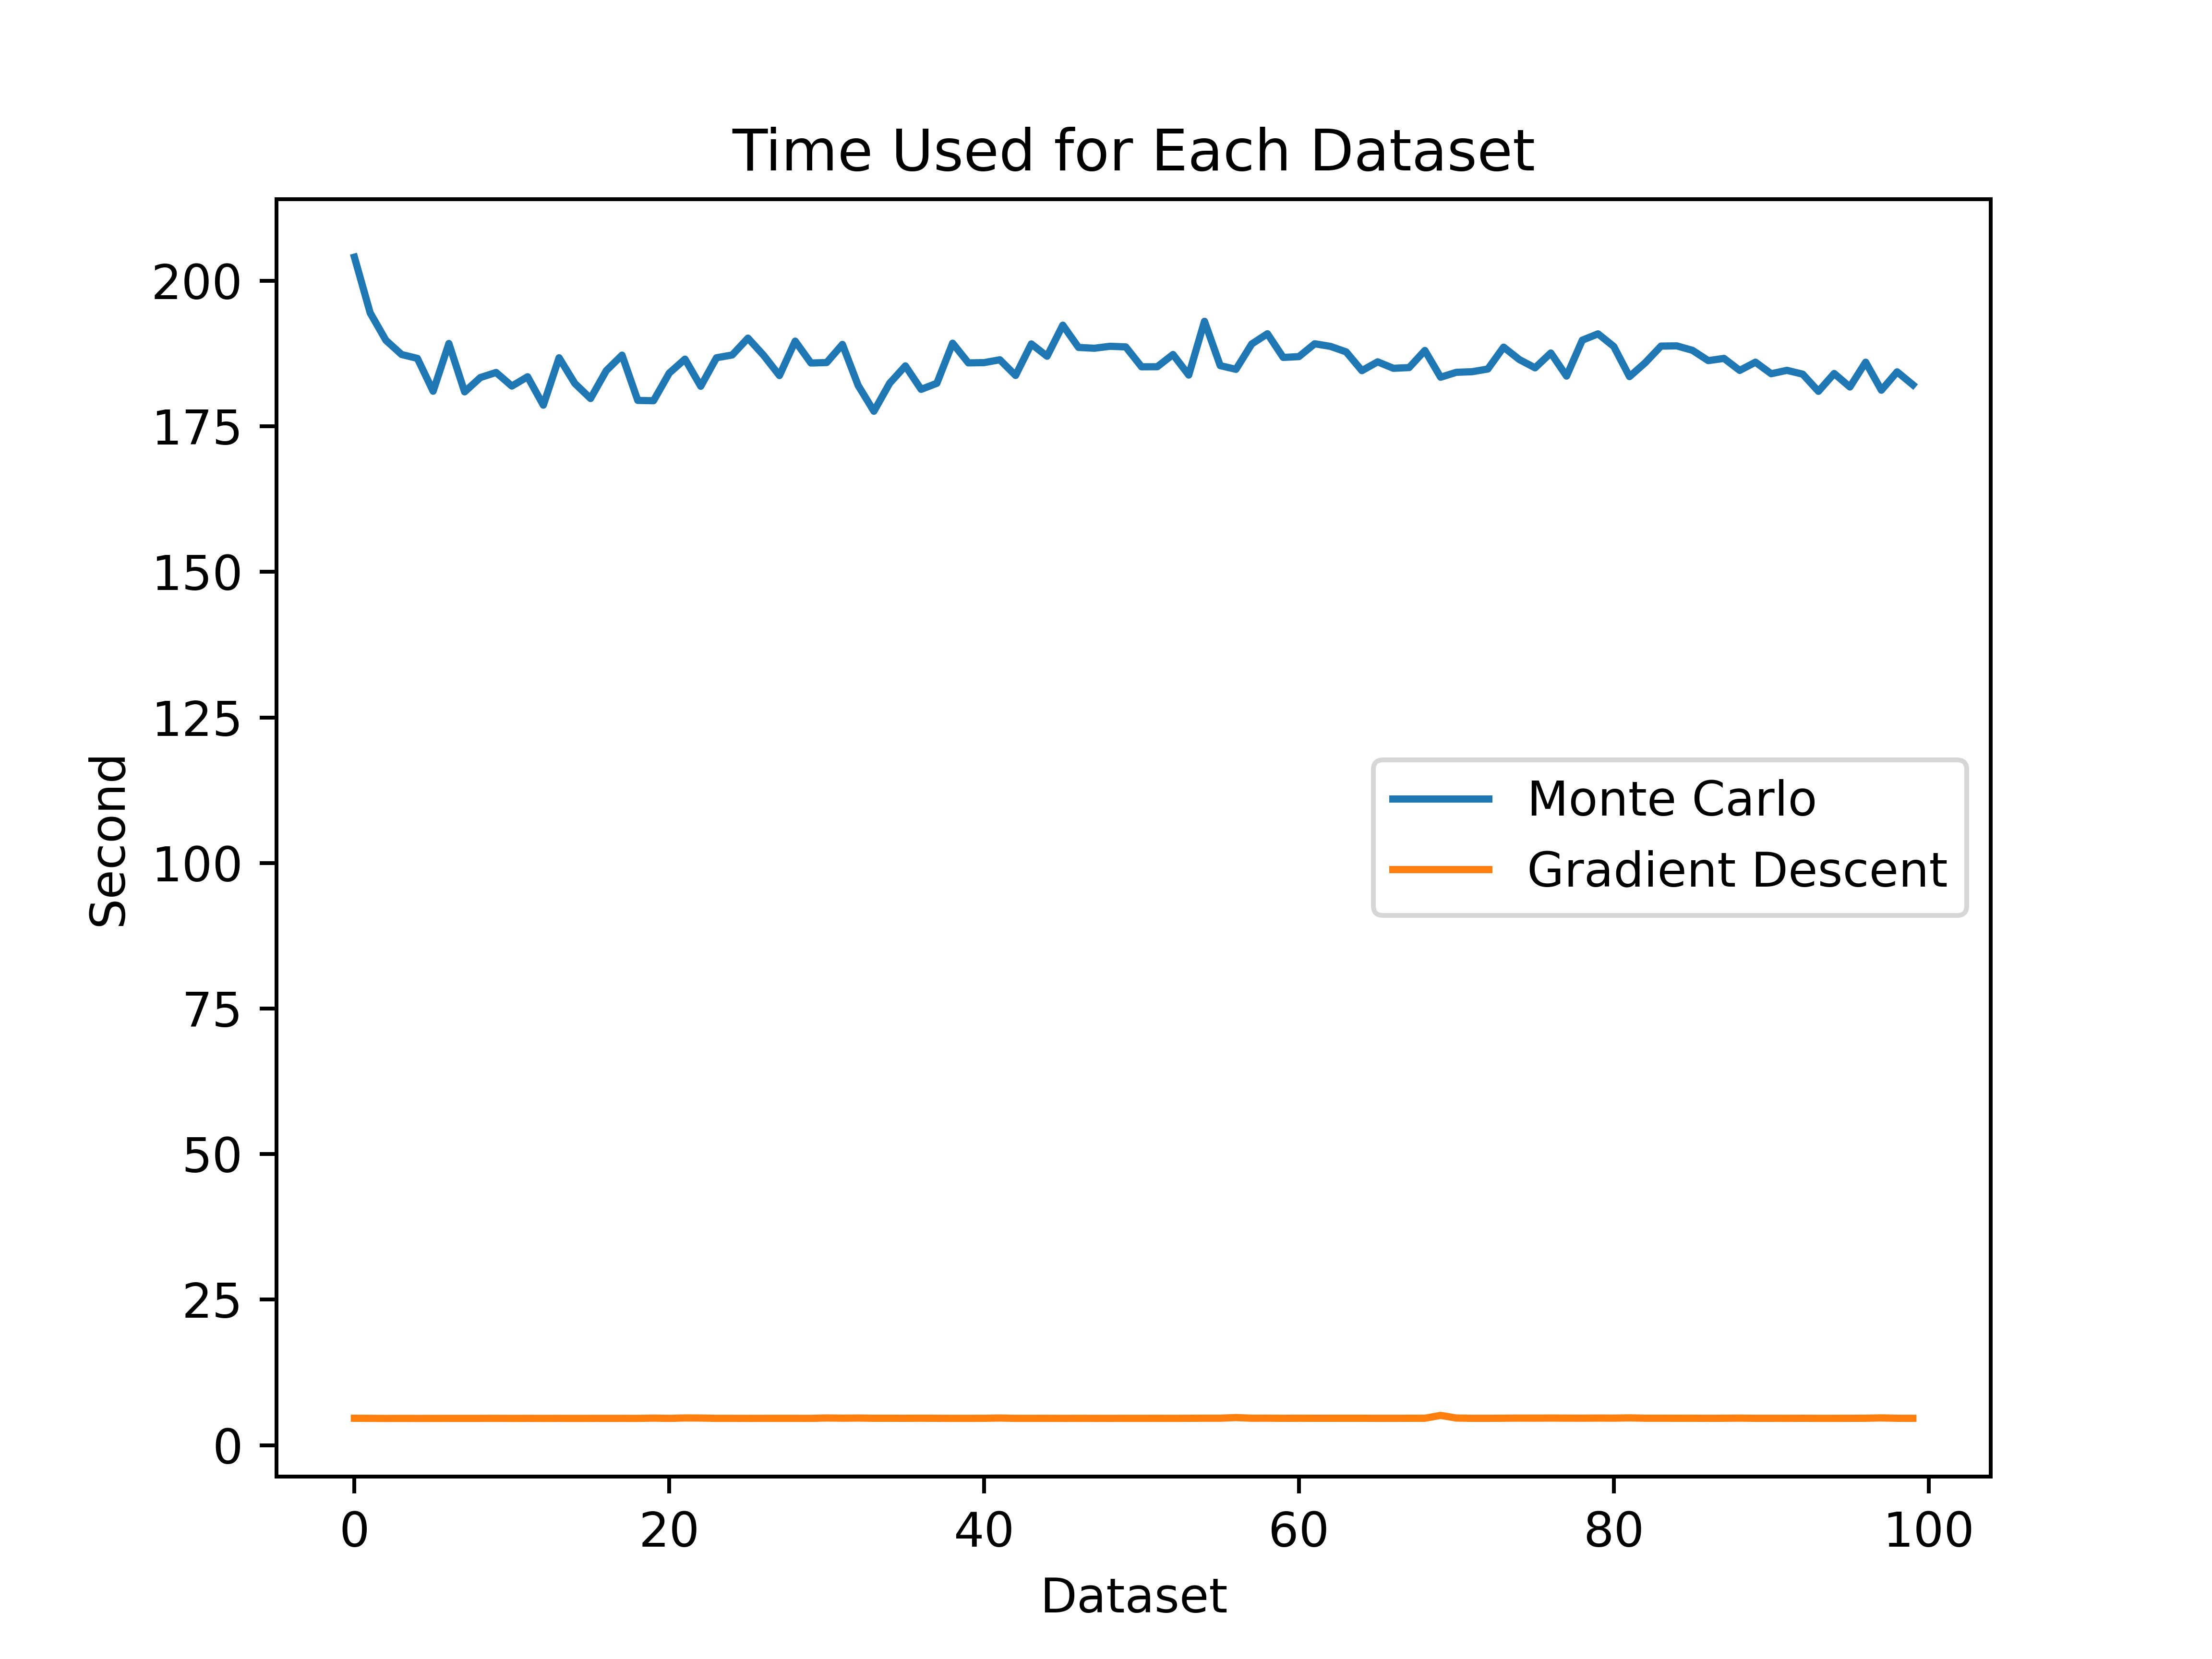 Time Used for Each Dataset
200
175
150
125
100
75
50
25
0
Second
Monte Carlo
Gradient Descent
0 20 40 60 80 100
Dataset